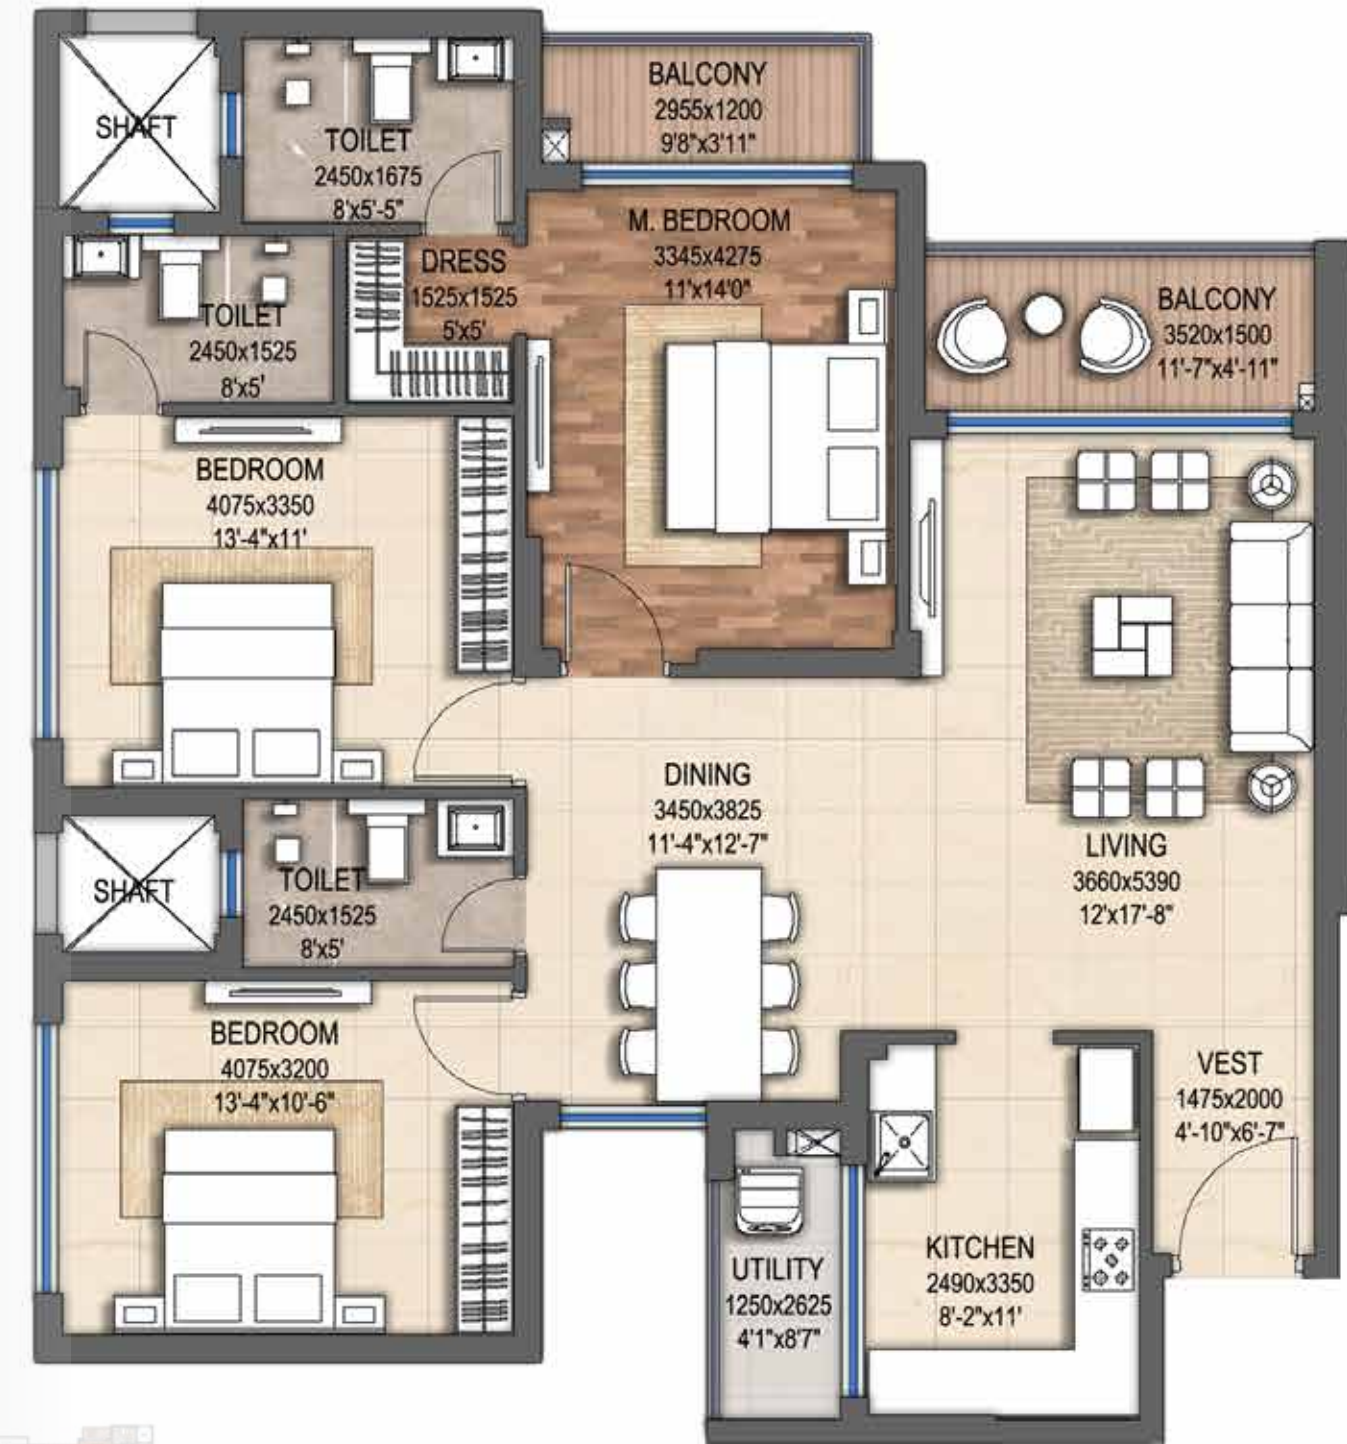 BALCONY
2955x1200
9'8"x3'11"
SHAFT
TOILET
2450x1675
8'x5'-5"
M. BEDROOM
3345x4275
11'x14'0"
DRESS
1525x1525
5'x5'
BALCONY
3520x1500
11'-7"x4'-11"
TOILET
2450x1525
8'x5'
BEDROOM
4075x3350
13'-4"x11'
DINING
3450x3825
11'-4"x12'-7"
LIVING
3660x5390
12'x17'-8"
SHAFT
TOILET
2450x1525
8'x5'
BEDROOM
4075x3200
13'-4"x10'-6"
VEST
1475x2000
4'-10"x6'-7"
KITCHEN
2490x3350
8'-2"x11'
UTILITY
1250x2625
4'1"x8'7"